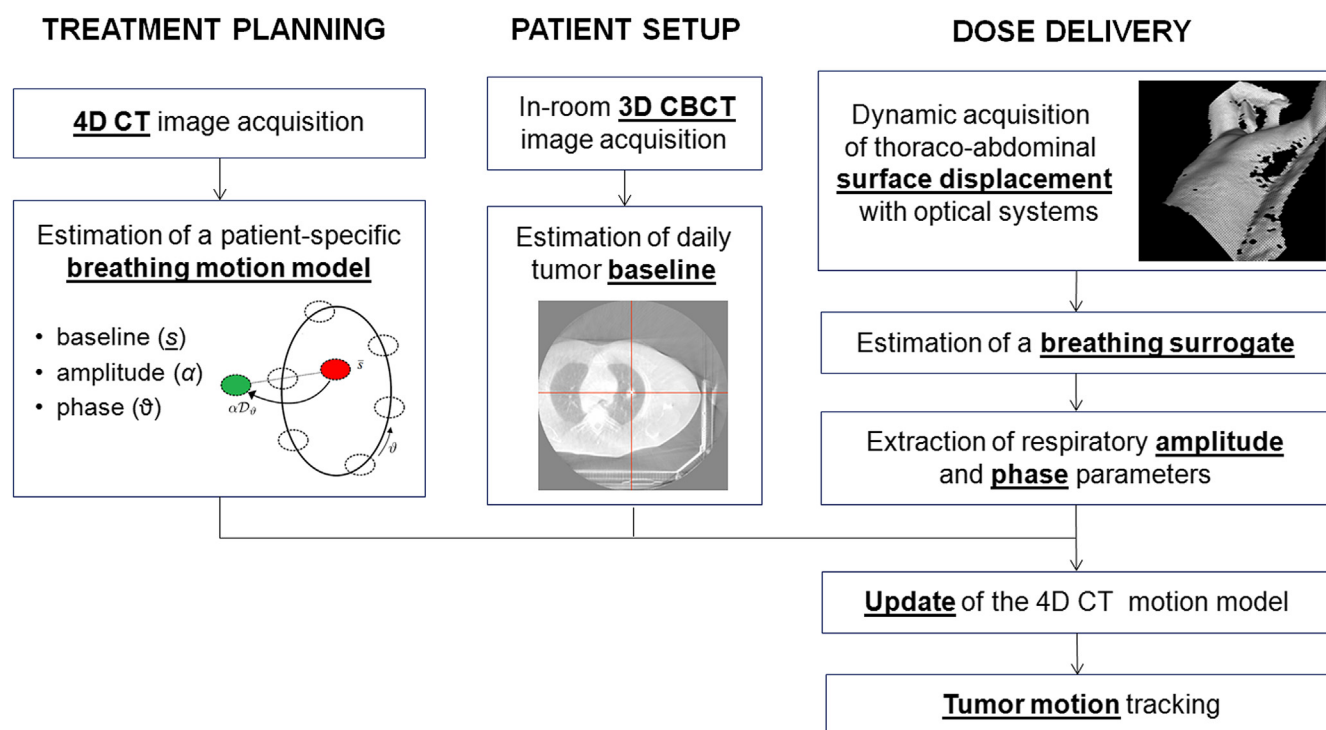 TREATMENT PLANNING
4D CT image acquisition
Estimation of a patient-specific
breathing motion model
• baseline (s)
• amplitude (α)
• phase (ϑ)
s̅
α𝒟ϑ
ϑ
PATIENT SETUP
In-room 3D CBCT
image acquisition
Estimation of daily
tumor baseline
DOSE DELIVERY
Dynamic acquisition
of thoraco-abdominal
surface displacement
with optical systems
Estimation of a breathing surrogate
Extraction of respiratory amplitude
and phase parameters
Update of the 4D CT motion model
Tumor motion tracking